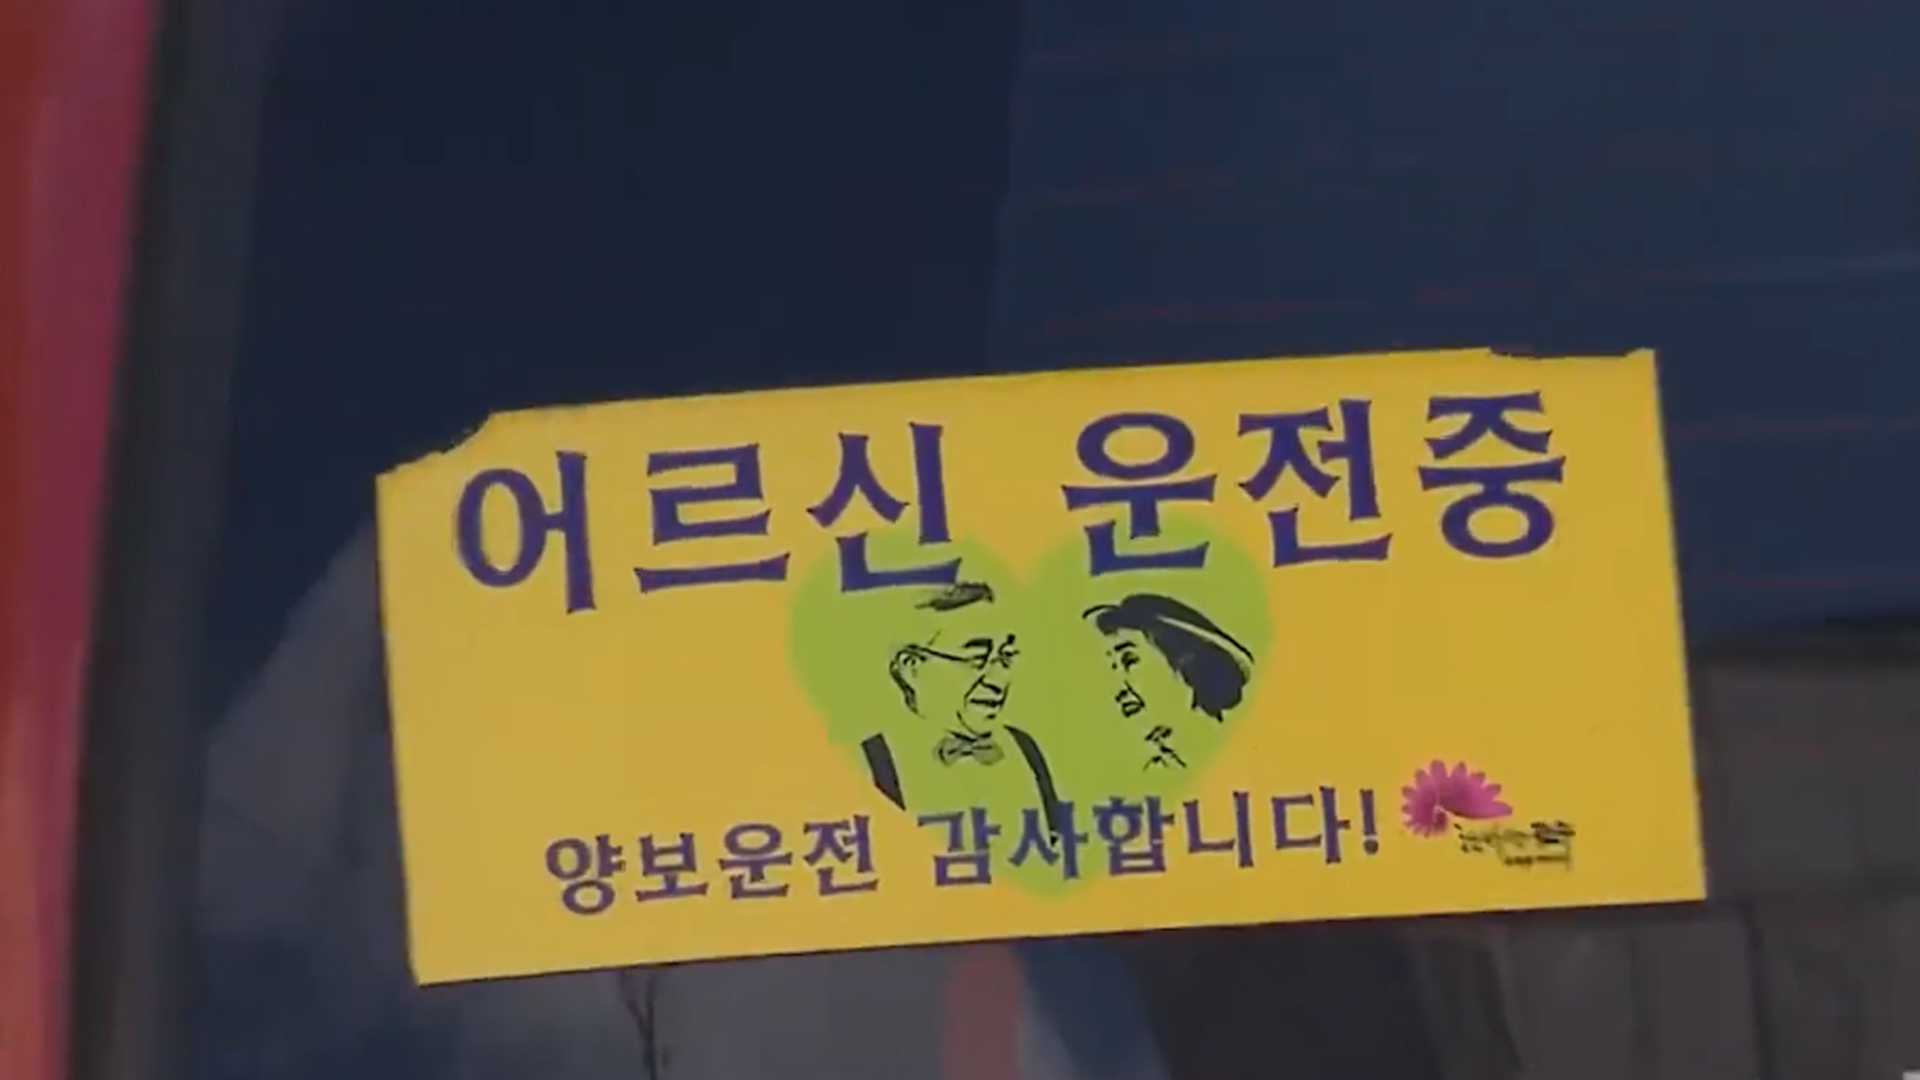 어르신 운전중
양보운전 감사합니다!